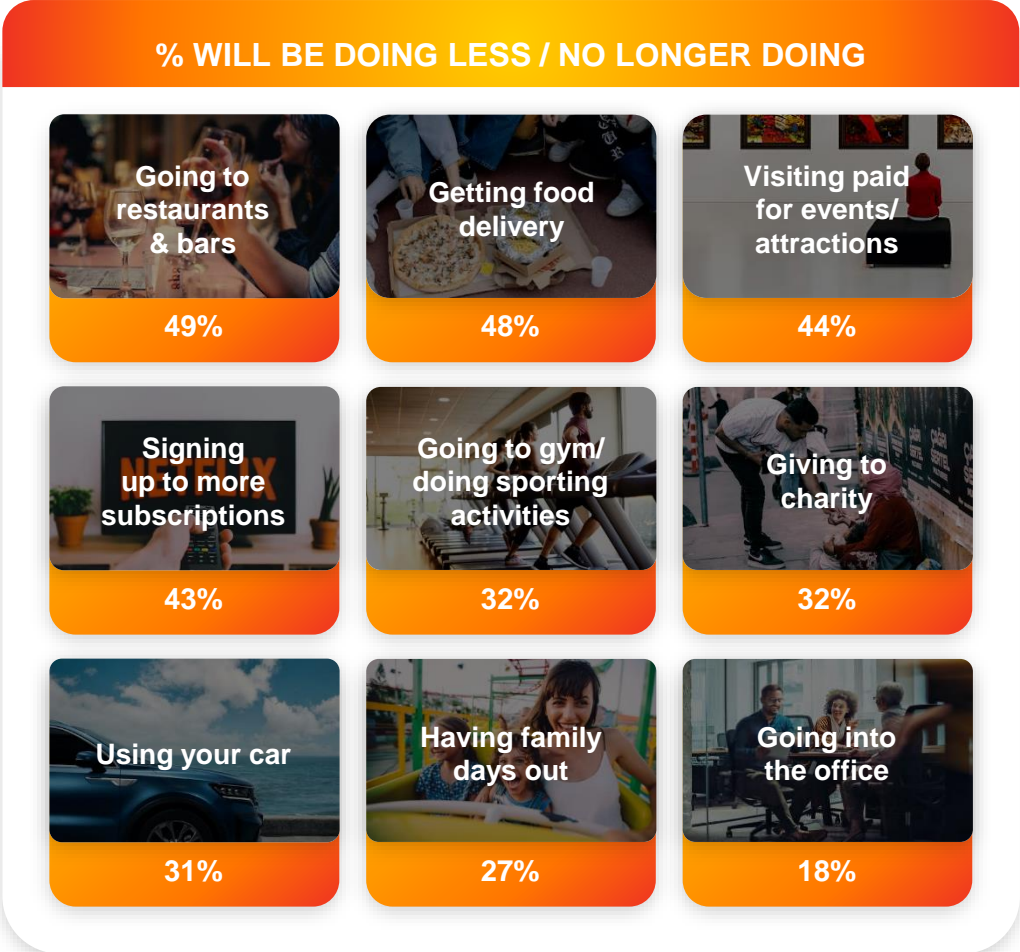 % WILL BE DOING LESS / NO LONGER DOING
Going to
restaurants
& bars
49%
Getting food
delivery
48%
Visiting paid
for events/
attractions
44%
NETFLIX
Signing
up to more
subscriptions
43%
Going to gym/
doing sporting
activities
32%
Giving to
charity
32%
Using your car
31%
Having family
days out
27%
Going into
the office
18%